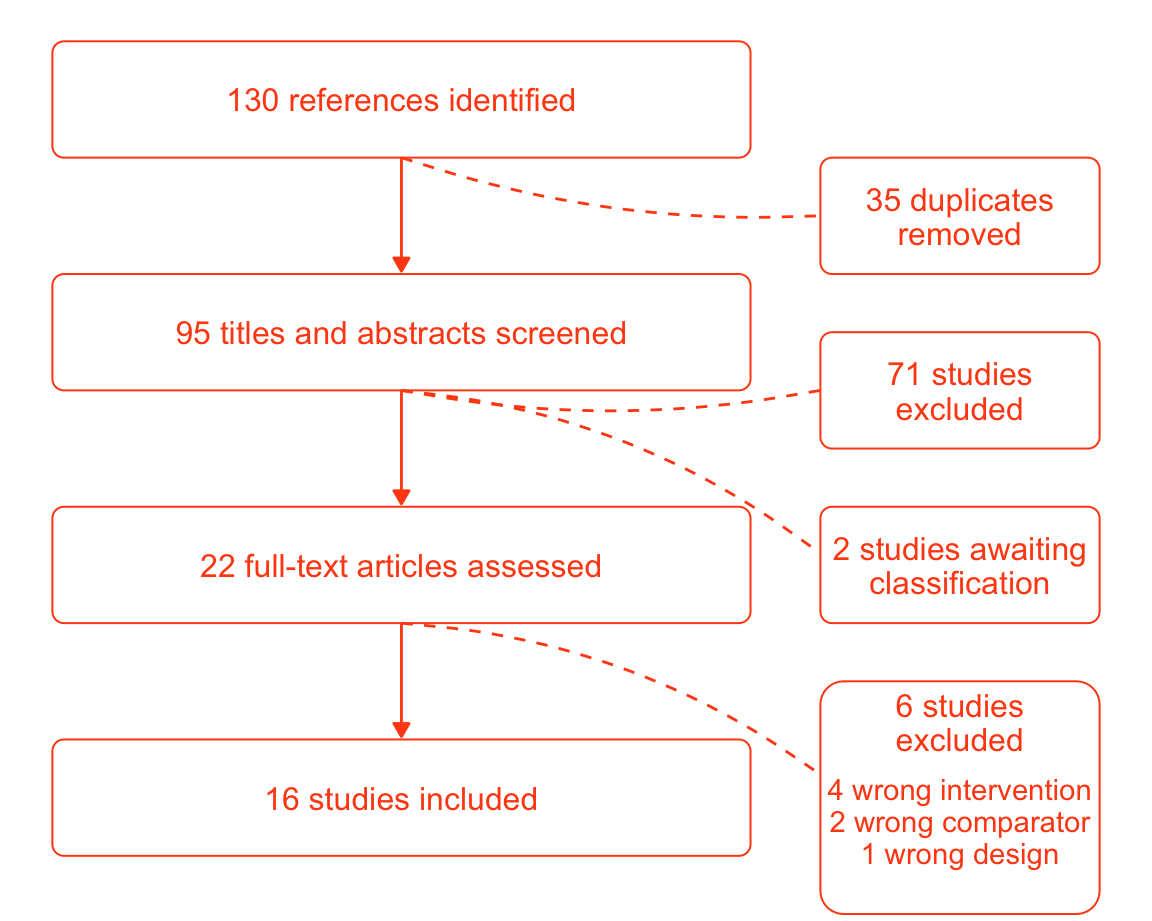 130 references identified
35 duplicates
removed
95 titles and abstracts screened
71 studies
excluded
22 full-text articles assessed
2 studies awaiting
classification
6 studies
excluded
4 wrong intervention
2 wrong comparator
1 wrong design
16 studies included